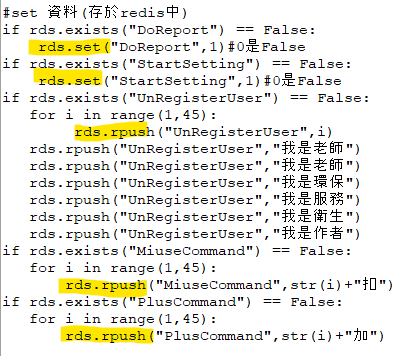 #set 資料(存於redis中)
if rds.exists("DoReport") == False:
rds.set("DoReport",1)#0是False
if rds.exists("StartSetting") == False:
rds.set("StartSetting",1)#0是False
if rds.exists("UnRegisterUser") == False:
for i in range(1,45):
rds.rpush("UnRegisterUser",i)
rds.rpush("UnRegisterUser","我是老師")
rds.rpush("UnRegisterUser","我是老師")
rds.rpush("UnRegisterUser","我是環保")
rds.rpush("UnRegisterUser","我是服務")
rds.rpush("UnRegisterUser","我是衛生")
rds.rpush("UnRegisterUser","我是作者")
if rds.exists("MiuseCommand") == False:
for i in range(1,45):
rds.rpush("MiuseCommand",str(i)+"扣")
if rds.exists("PlusCommand") == False:
for i in range(1,45):
rds.rpush("PlusCommand",str(i)+"加")